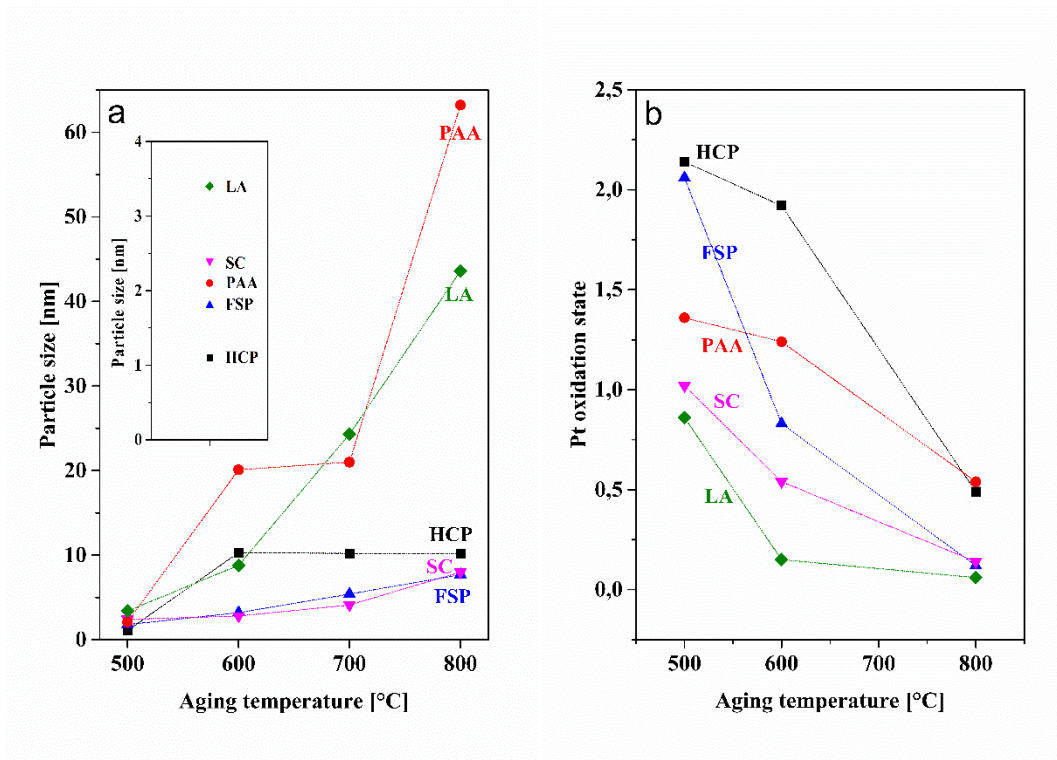 a
Particle size [nm]
60
50
40
30
20
10
0
500
600
700
800
Aging temperature [°C]
PAA
LA
HCP
SC
FSP
Particle size [nm]
4
3
2
1
0
LA
SC
PAA
FSP
HCP
b
Pt oxidation state
2,5
2,0
1,5
1,0
0,5
0,0
500
600
700
800
Aging temperature [°C]
HCP
FSP
PAA
SC
LA